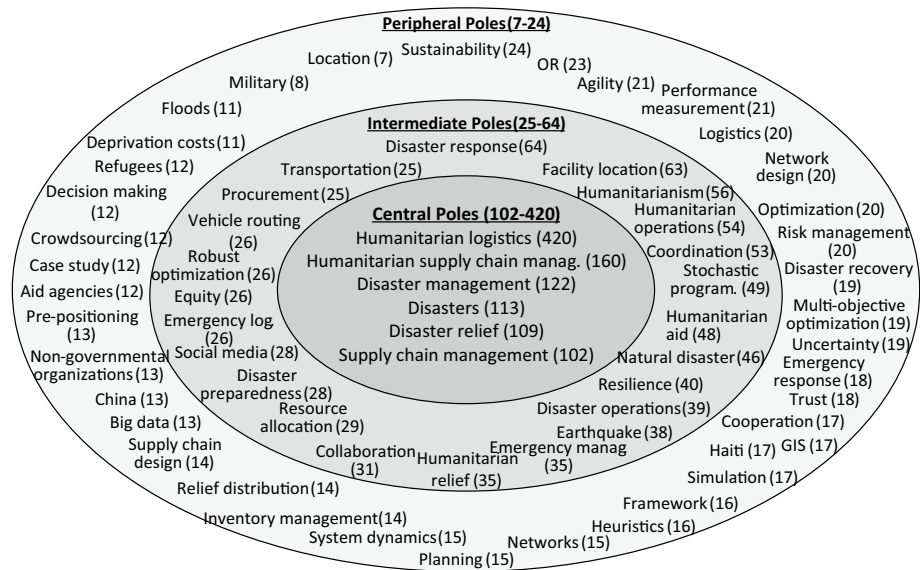 Peripheral Poles (7-24)
Sustainability (24)
Location (7)
OR (23)
Military (8)
Agility (21)
Performance
measurement (21)
Floods (11)
Logistics (20)
Deprivation costs (11)
Network
design (20)
Refugees (12)
Decision making
(12)
Optimization (20)
Crowdsourcing (12)
Risk management
(20)
Case study (12)
Disaster recovery
(19)
Aid agencies (12)
Multi-objective
optimization (19)
Pre-positioning
(13)
Uncertainty (19)
Non-governmental
organizations (13)
Emergency
response (18)
China (13)
Trust (18)
Big data (13)
Cooperation (17)
Supply chain
design (14)
Haiti (17)
GIS (17)
Relief distribution (14)
Simulation (17)
Inventory management (14)
Framework (16)
System dynamics (15)
Heuristics (16)
Networks (15)
Planning (15)
Intermediate Poles (25-64)
Disaster response (64)
Transportation (25)
Facility location (63)
Procurement (25)
Humanitarianism (56)
Vehicle routing
(26)
Humanitarian
operations (54)
Robust
optimization (26)
Coordination (53)
Stochastic
program. (49)
Equity (26)
Emergency log.
(26)
Humanitarian
aid (48)
Social media (28)
Natural disaster (46)
Disaster
preparedness (28)
Resilience (40)
Resource
allocation (29)
Disaster operations (39)
Earthquake (38)
Collaboration
(31)
Humanitarian
relief (35)
Emergency manag
(35)
Central Poles (102-420)
Humanitarian logistics (420)
Humanitarian supply chain manag. (160)
Disaster management (122)
Disasters (113)
Disaster relief (109)
Supply chain management (102)